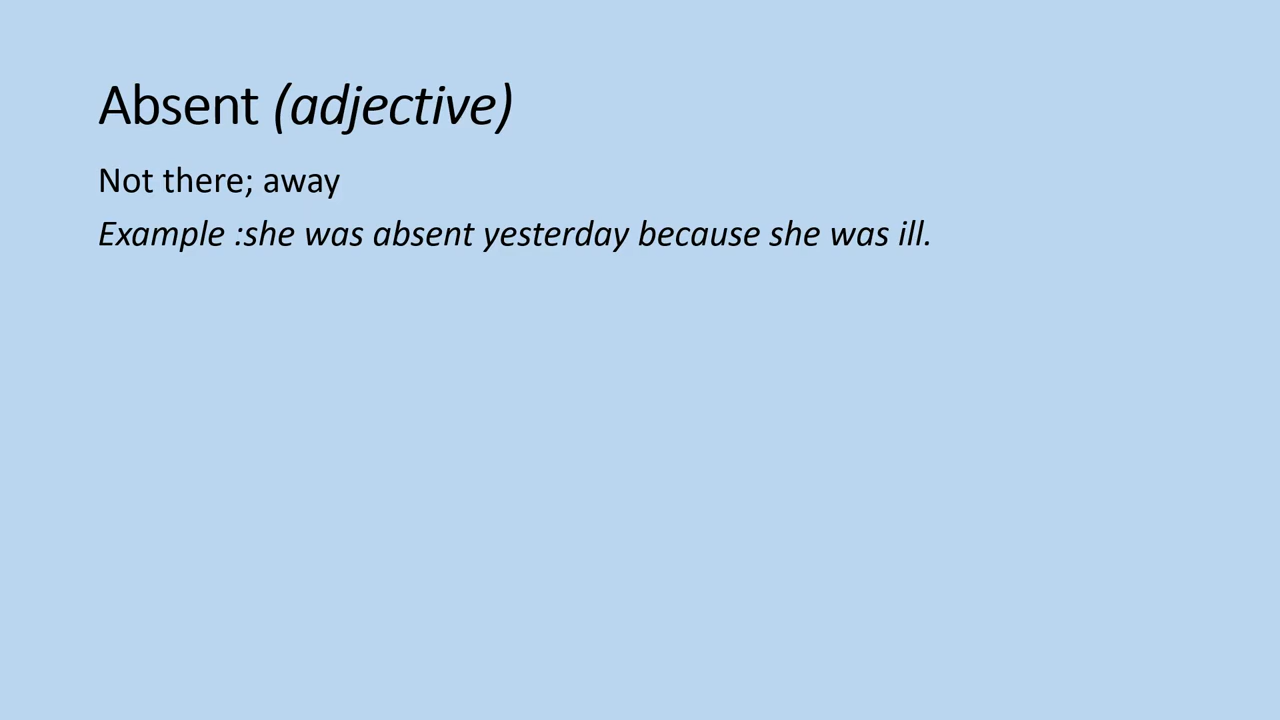 Absent (adjective)
Not there; away
Example :she was absent yesterday because she was ill.